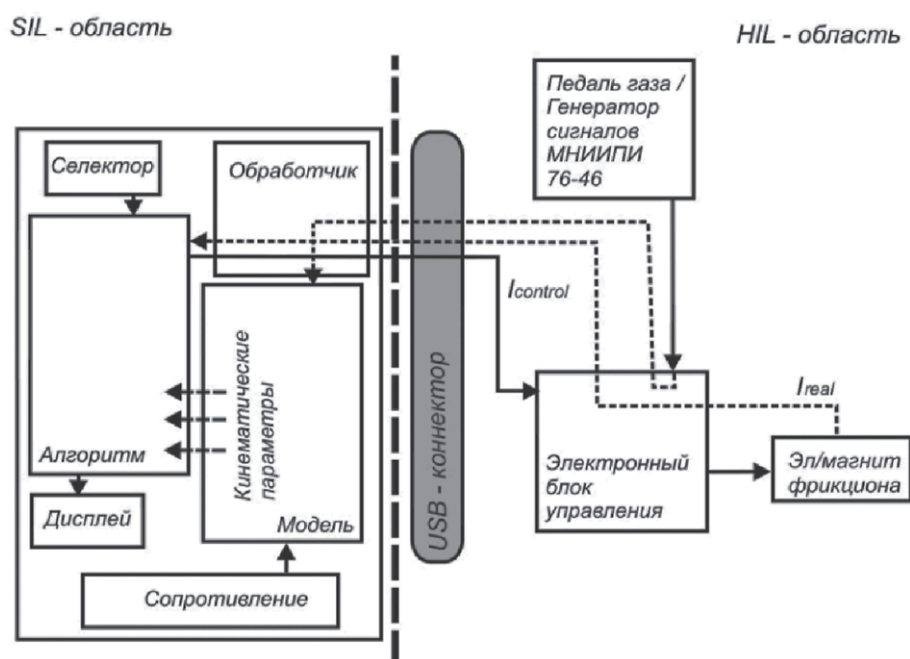 SIL - область
HIL - область
Педаль газа /
Генератор
сигналов
МНИИПИ
76-46
Селектор
Обработчик
Icontrol
Кинематические
параметры
USB - коннектор
Ireal
Алгоритм
Электронный
блок
управления
Эл/магнит
фрикциона
Дисплей
Модель
Сопротивление